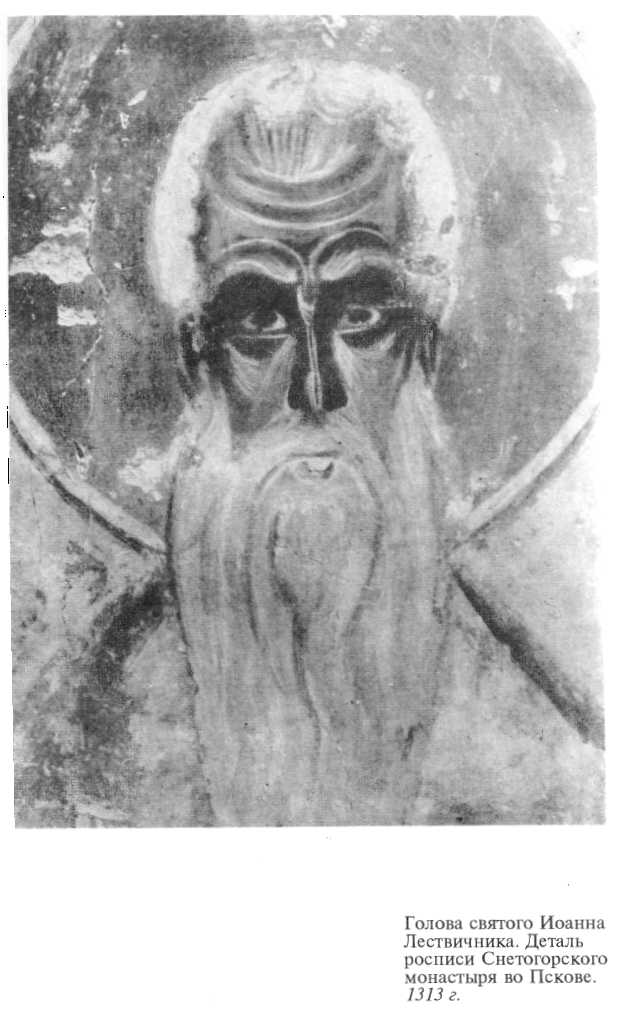 Голова святого Иоанна
Лествичника. Деталь
росписи Снетогорского
монастыря во Пскове.
1313 г.